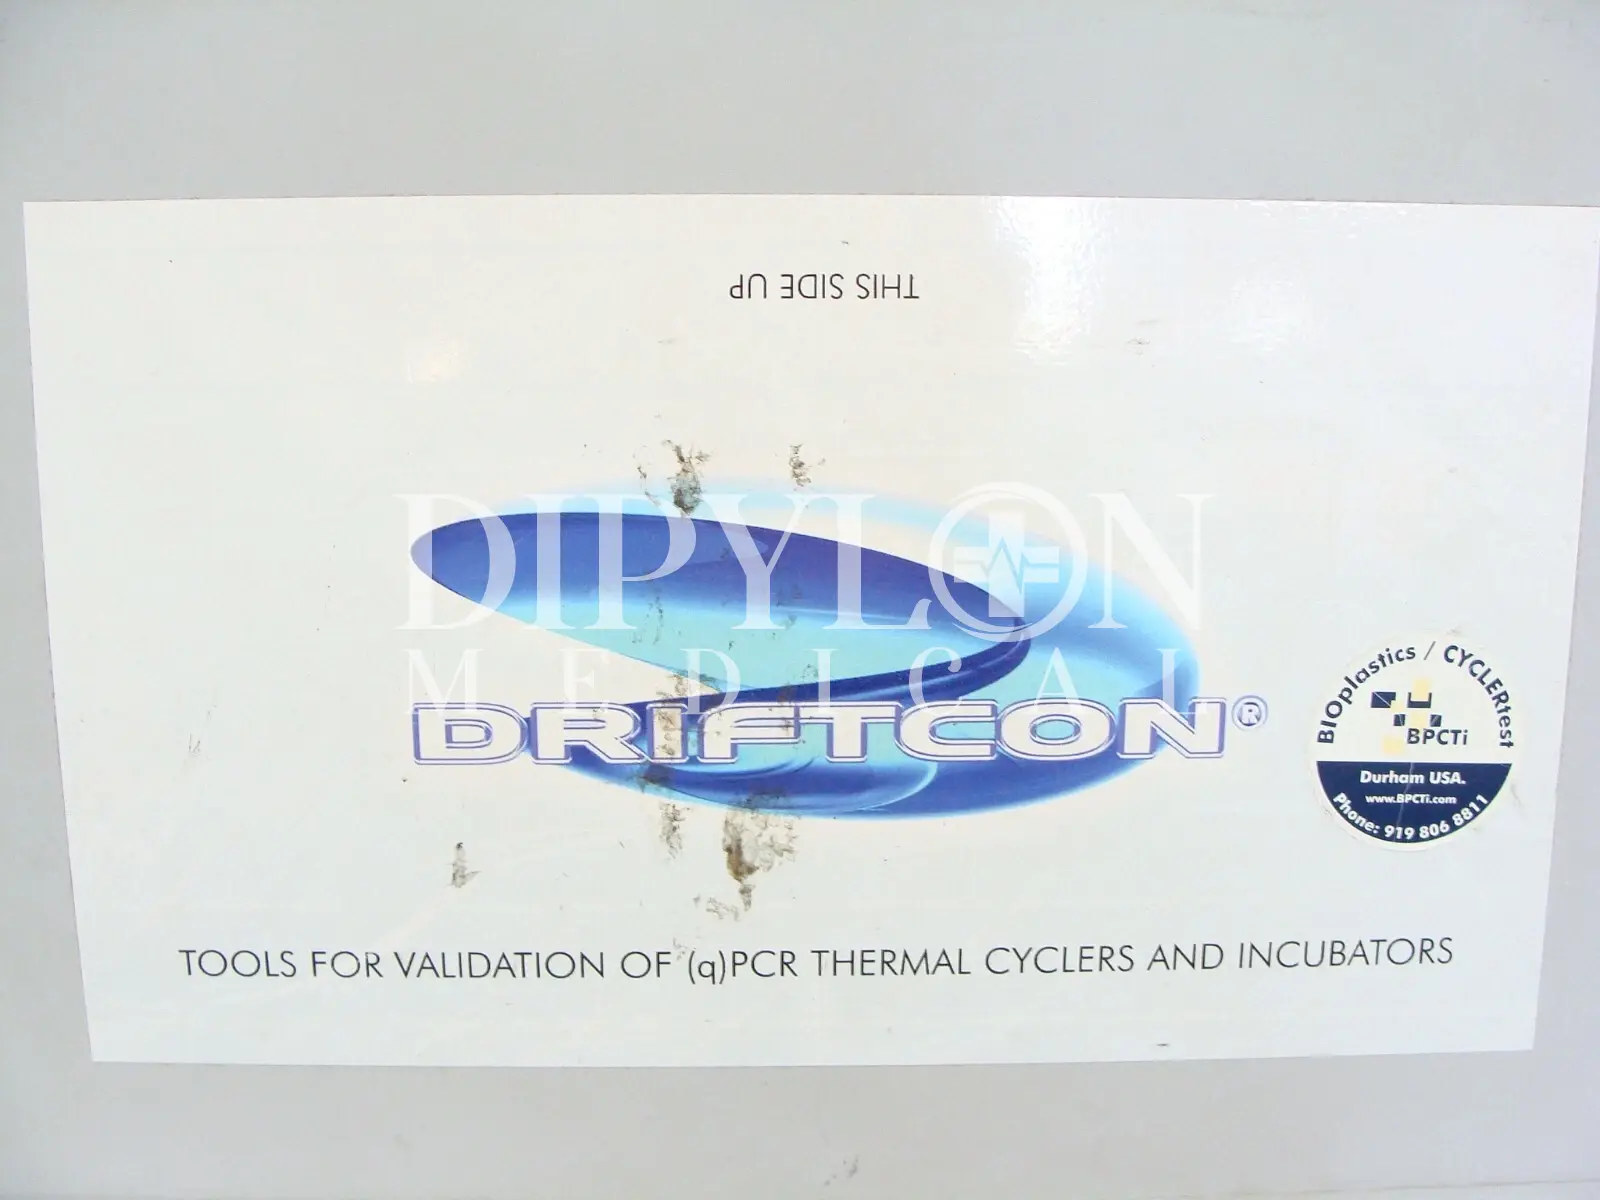 THIS SIDE UP
DIPYLON
MEDICAL
DRIFTCON®
BIOplastics / CYCLERtest
BPCTi
Durham USA.
www.BPCTi.com
Phone: 919 806 8811
TOOLS FOR VALIDATION OF (q)PCR THERMAL CYCLERS AND INCUBATORS